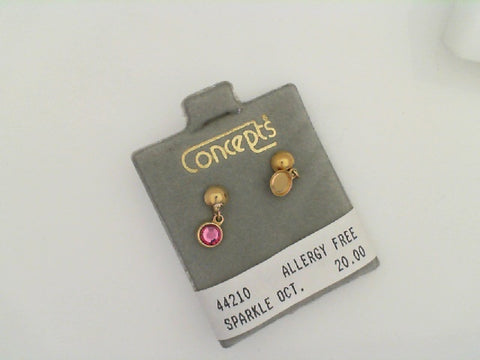 Concepts
44210 ALLERGY FREE
SPARKLE OCT. 20.00